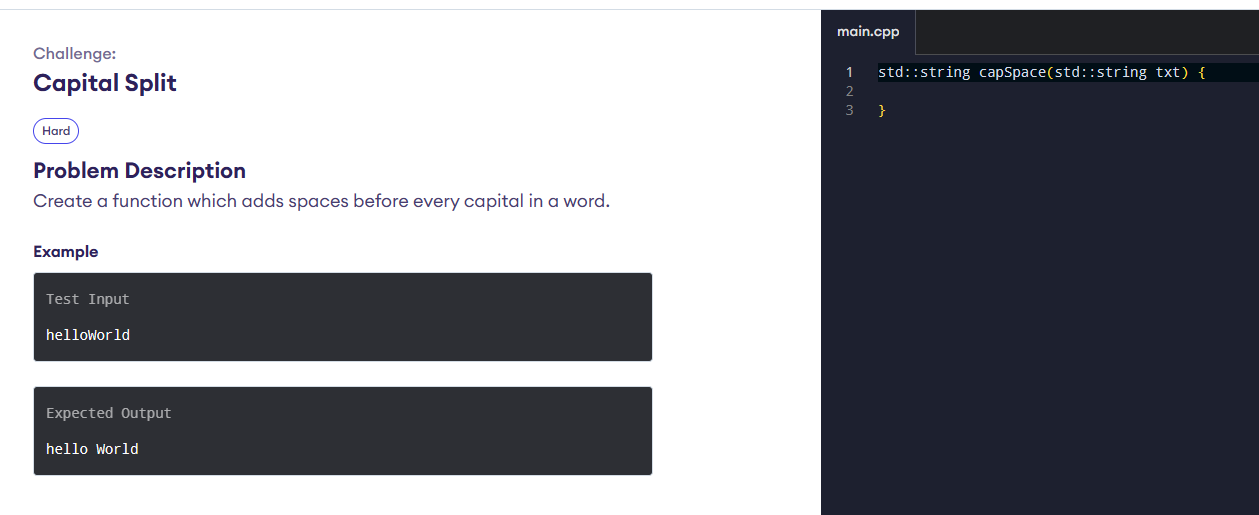 Challenge:
Capital Split
Hard
Problem Description
Create a function which adds spaces before every capital in a word.
Example
Test Input
helloWorld
Expected Output
hello World
main.cpp
1 std::string capSpace(std::string txt) {
2
3 }